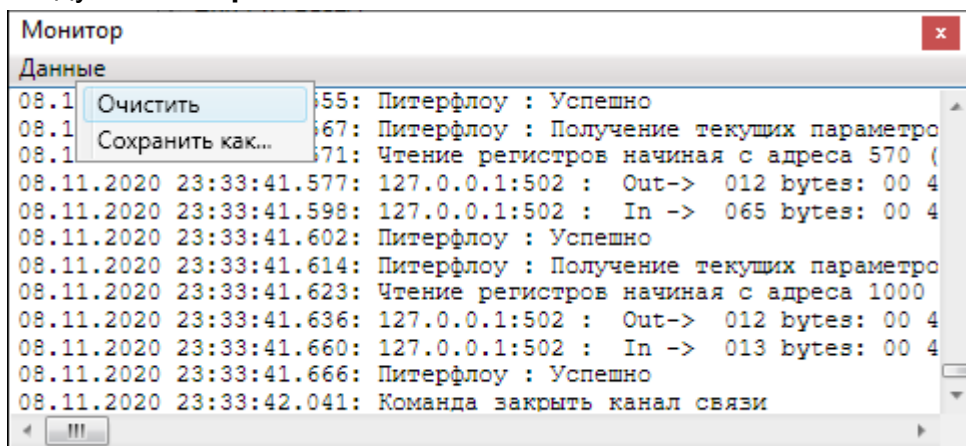 Монитор
x
Данные
08.1 Очистить 555: Питерфлоу : Успешно
08.1 567: Питерфлоу : Получение текущих параметро
08.1 Сохранить как... 571: Чтение регистров начиная с адреса 570 (
08.11.2020 23:33:41.577: 127.0.0.1:502 : Out-> 012 bytes: 00 4
08.11.2020 23:33:41.598: 127.0.0.1:502 : In -> 065 bytes: 00 4
08.11.2020 23:33:41.602: Питерфлоу : Успешно
08.11.2020 23:33:41.614: Питерфлоу : Получение текущих параметро
08.11.2020 23:33:41.623: Чтение регистров начиная с адреса 1000
08.11.2020 23:33:41.636: 127.0.0.1:502 : Out-> 012 bytes: 00 4
08.11.2020 23:33:41.660: 127.0.0.1:502 : In -> 013 bytes: 00 4
08.11.2020 23:33:41.666: Питерфлоу : Успешно
08.11.2020 23:33:42.041: Команда закрыть канал связи